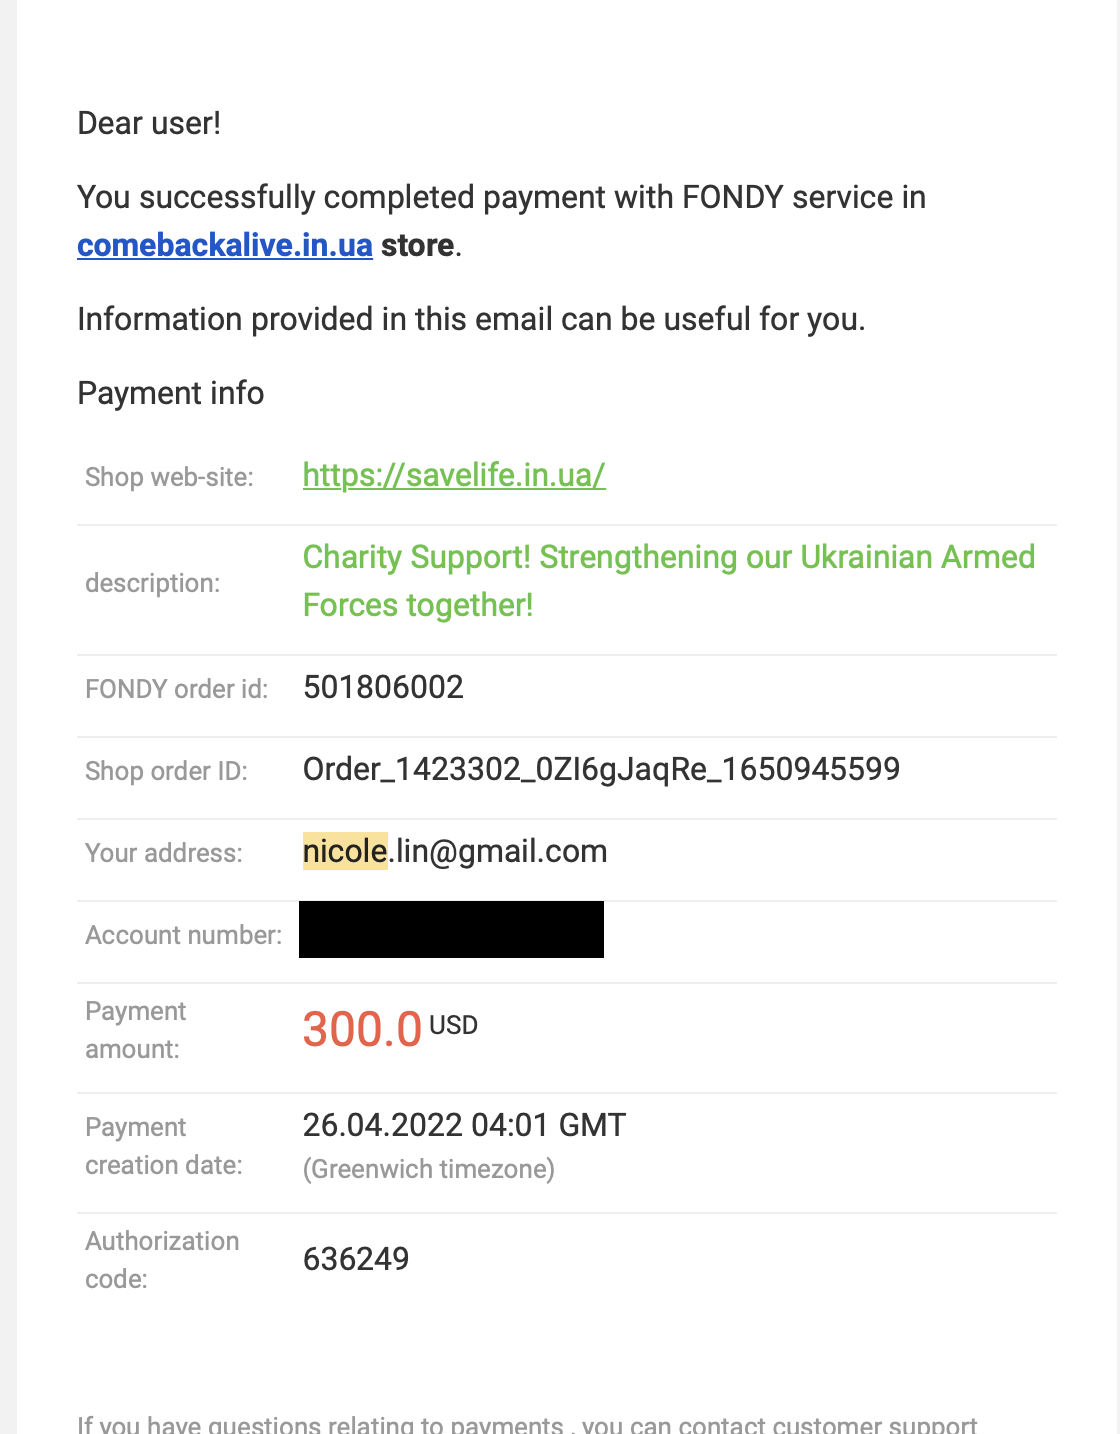 Dear user!
You successfully completed payment with FONDY service in
comebackalive.in.ua store.
Information provided in this email can be useful for you.
Payment info
Shop web-site: https://savelife.in.ua/
description: Charity Support! Strengthening our Ukrainian Armed
Forces together!
FONDY order id: 501806002
Shop order ID: Order_1423302_0ZI6gJaqRe_1650945599
Your address: nicole.lin@gmail.com
Account number:
Payment
amount: 300.0 USD
Payment
creation date: 26.04.2022 04:01 GMT
(Greenwich timezone)
Authorization
code: 636249
If you have questions relating to payments , you can contact customer support